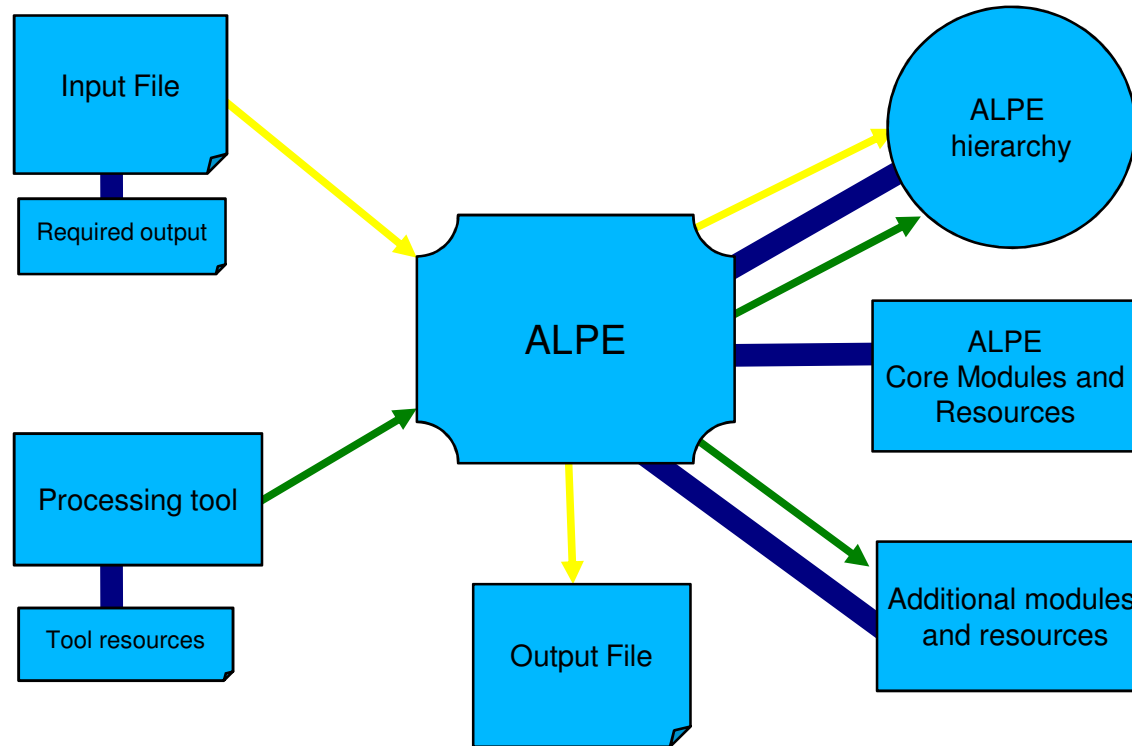 Input File
Required output
ALPE
hierarchy
ALPE
ALPE
Core Modules and
Resources
Processing tool
Tool resources
Output File
Additional modules
and resources